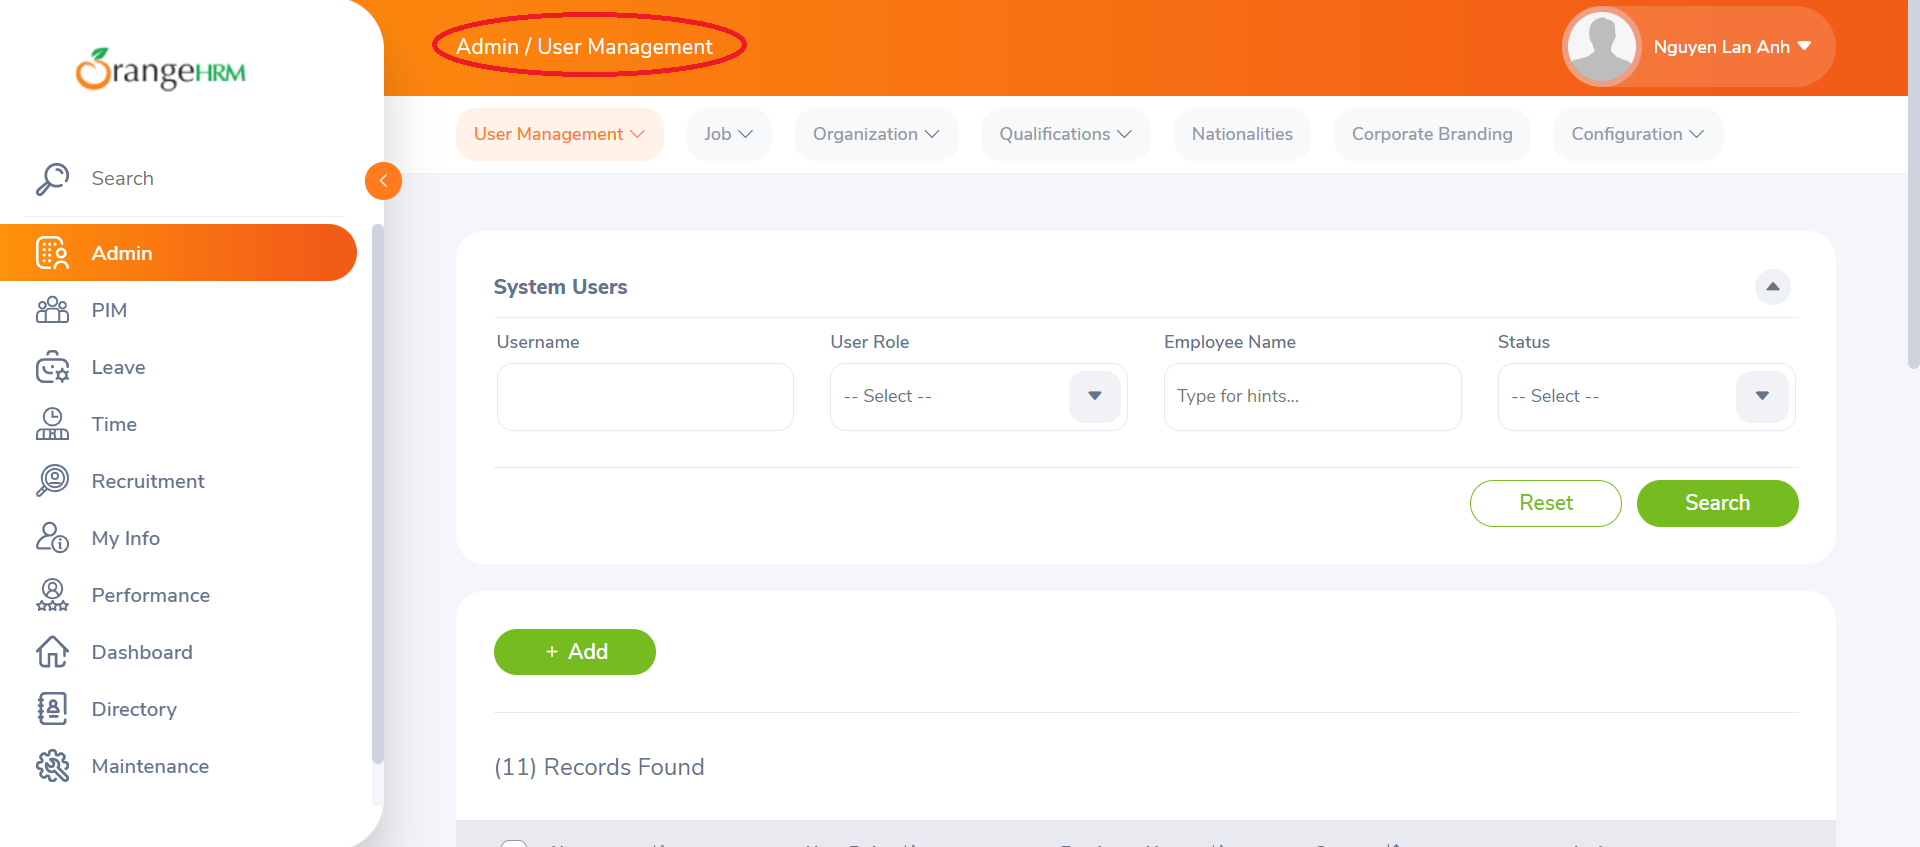 OrangeHRM
Search
Admin
PIM
Leave
Time
Recruitment
My Info
Performance
Dashboard
Directory
Maintenance
Admin / User Management
Nguyen Lan Anh
User Management
Job
Organization
Qualifications
Nationalities
Corporate Branding
Configuration
System Users
Username
User Role
Employee Name
Status
-- Select --
Type for hints...
-- Select --
Reset
Search
+ Add
(11) Records Found